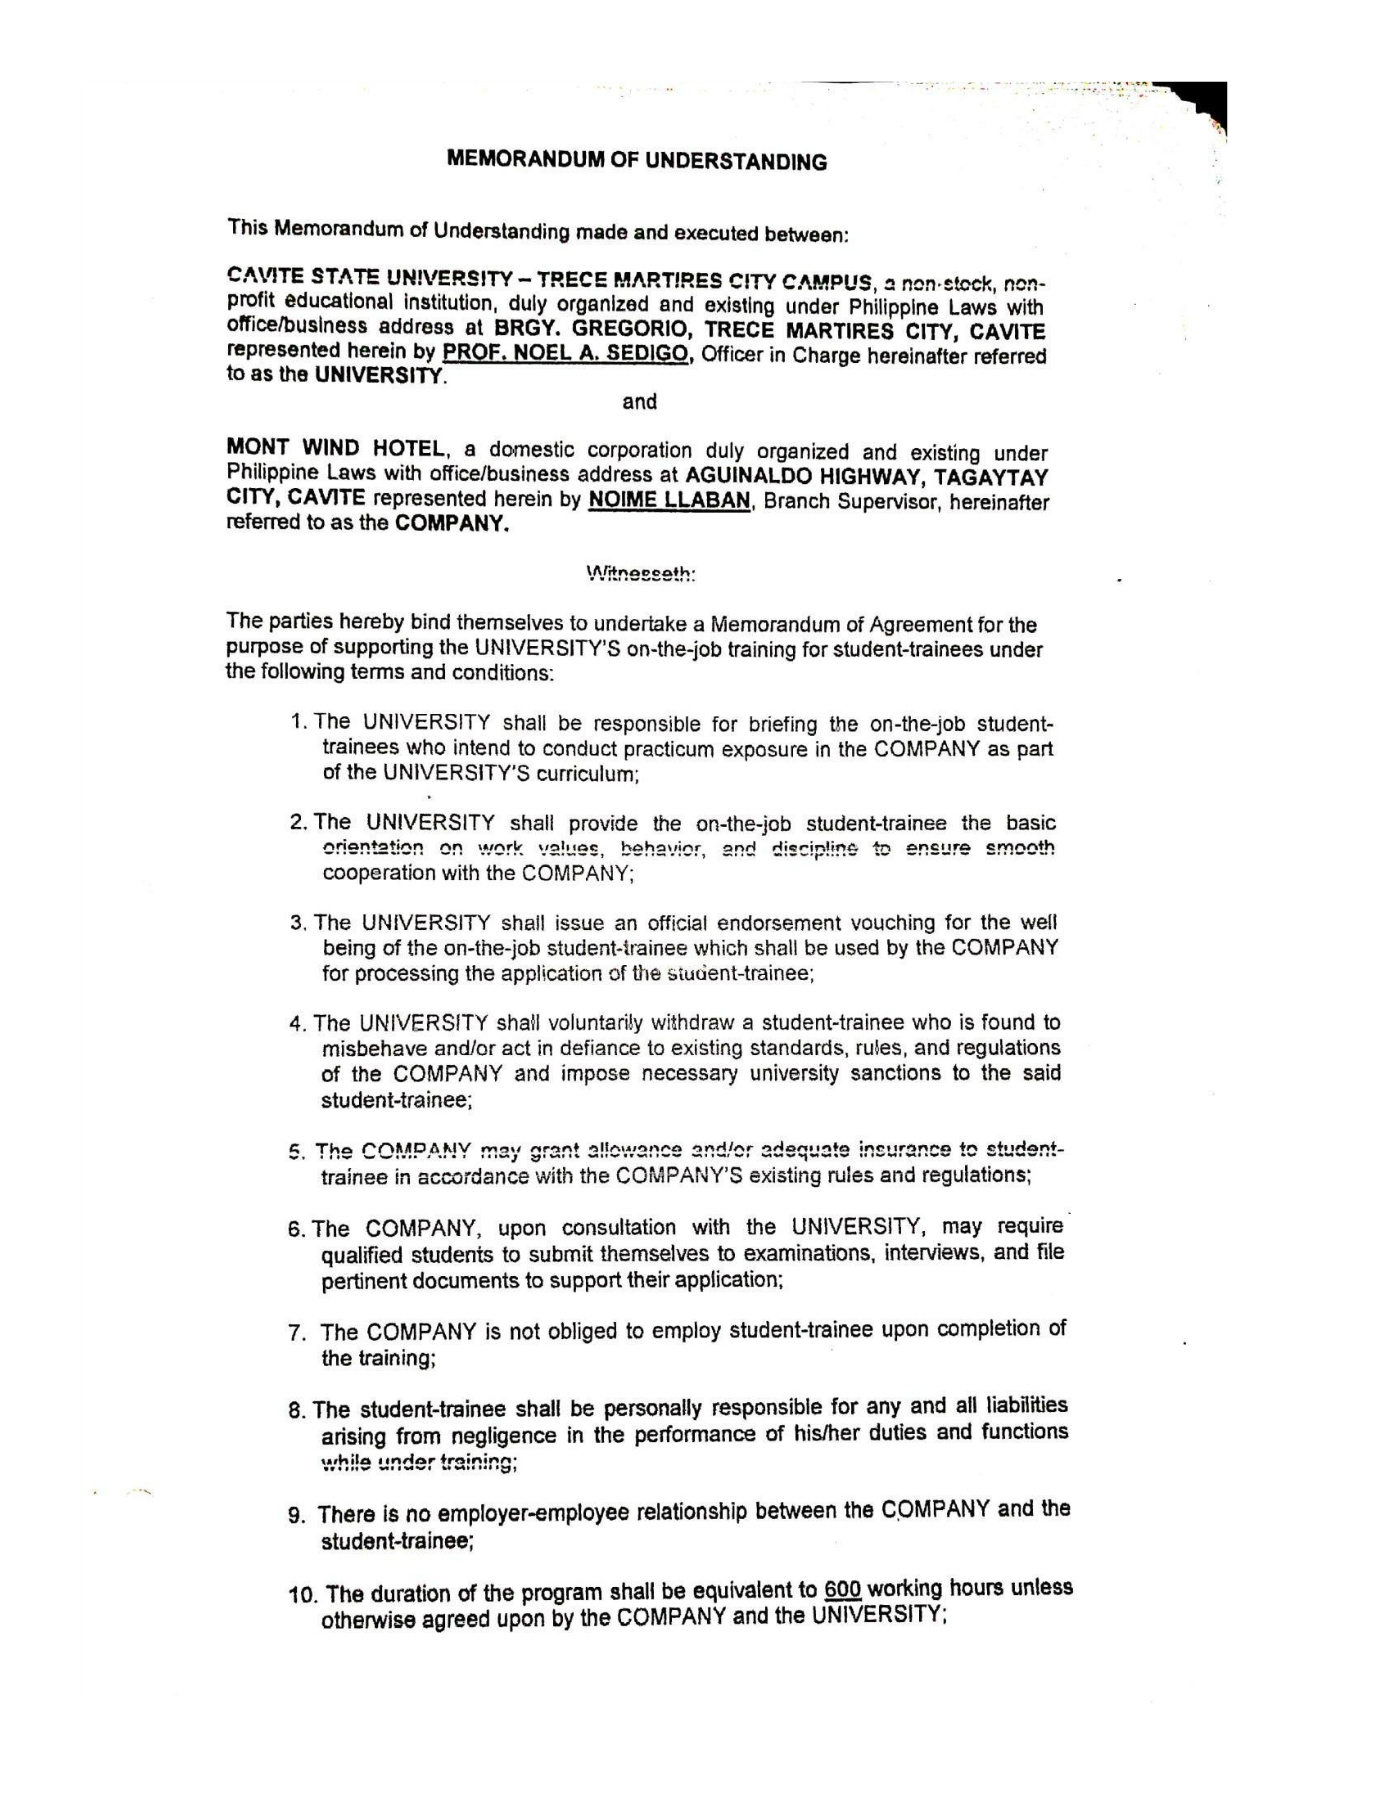 MEMORANDUM OF UNDERSTANDING
This Memorandum of Understanding made and executed between:
CAVITE STATE UNIVERSITY – TRECE MARTIRES CITY CAMPUS, a non-stock, non-
profit educational institution, duly organized and existing under Philippine Laws with
office/business address at BRGY. GREGORIO, TRECE MARTIRES CITY, CAVITE
represented herein by PROF. NOEL A. SEDIGO, Officer in Charge hereinafter referred
to as the UNIVERSITY.
and
MONT WIND HOTEL, a domestic corporation duly organized and existing under
Philippine Laws with office/business address at AGUINALDO HIGHWAY, TAGAYTAY
CITY, CAVITE represented herein by NOIME LLABAN, Branch Supervisor, hereinafter
referred to as the COMPANY.
Witnesseth:
The parties hereby bind themselves to undertake a Memorandum of Agreement for the
purpose of supporting the UNIVERSITY'S on-the-job training for student-trainees under
the following terms and conditions:
1. The UNIVERSITY shall be responsible for briefing the on-the-job student-
trainees who intend to conduct practicum exposure in the COMPANY as part
of the UNIVERSITY'S curriculum;
2. The UNIVERSITY shall provide the on-the-job student-trainee the basic
orientation on work values, behavior, and discipline to ensure smooth
cooperation with the COMPANY;
3. The UNIVERSITY shall issue an official endorsement vouching for the well
being of the on-the-job student-trainee which shall be used by the COMPANY
for processing the application of the student-trainee;
4. The UNIVERSITY shall voluntarily withdraw a student-trainee who is found to
misbehave and/or act in defiance to existing standards, rules, and regulations
of the COMPANY and impose necessary university sanctions to the said
student-trainee;
5. The COMPANY may grant allowance and/or adequate insurance to student-
trainee in accordance with the COMPANY'S existing rules and regulations;
6. The COMPANY, upon consultation with the UNIVERSITY, may require
qualified students to submit themselves to examinations, interviews, and file
pertinent documents to support their application;
7. The COMPANY is not obliged to employ student-trainee upon completion of
the training;
8. The student-trainee shall be personally responsible for any and all liabilities
arising from negligence in the performance of his/her duties and functions
while under training;
9. There is no employer-employee relationship between the COMPANY and the
student-trainee;
10. The duration of the program shall be equivalent to 600 working hours unless
otherwise agreed upon by the COMPANY and the UNIVERSITY;